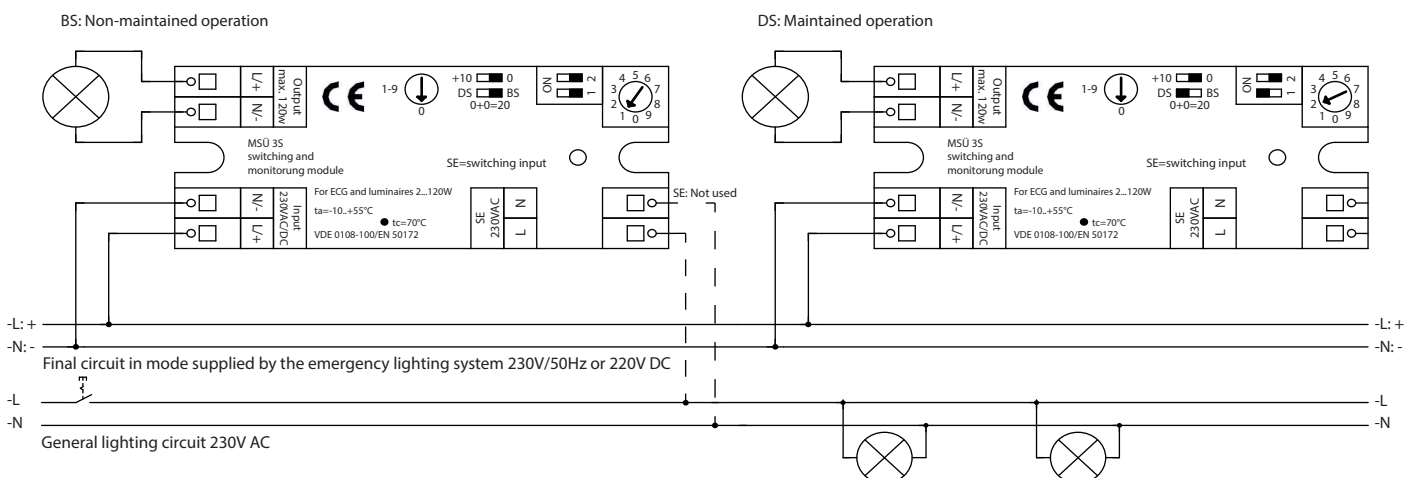 BS: Non-maintained operation
DS: Maintained operation
L/+
N/-
Output
max. 120w
CE
1-9
0
+10 0
DS BS
0+0=20
ON
1 2
4 5 6
3 7
2 8
1 0 9
MSÜ 3S
switching and
monitorung module
SE=switching input
N/-
L/+
Input
230VAC/DC
For ECG and luminaires 2...120W
ta=-10..+55°C
tc=70°C
VDE 0108-100/EN 50172
SE
230VAC
N
L
SE: Not used
L/+
N/-
Output
max. 120w
CE
1-9
0
+10 0
DS BS
0+0=20
ON
1 2
4 5 6
3 7
2 8
1 0 9
MSÜ 3S
switching and
monitorung module
SE=switching input
N/-
L/+
Input
230VAC/DC
For ECG and luminaires 2...120W
ta=-10..+55°C
tc=70°C
VDE 0108-100/EN 50172
SE
230VAC
N
L
-L: + -L: +
-N: - -N: -
Final circuit in mode supplied by the emergency lighting system 230V/50Hz or 220V DC
-L -L
-N -N
General lighting circuit 230V AC